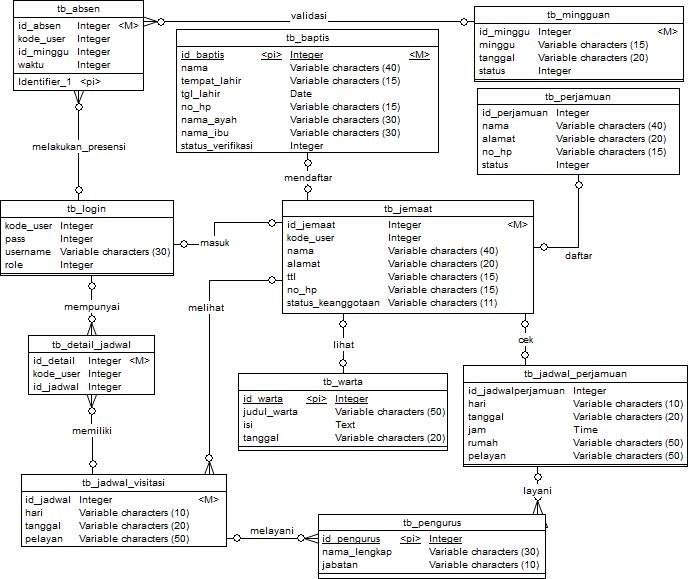 tb_absen
id_absen Integer <M>
kode_user Integer
id_minggu Integer
waktu Integer
Identifier_1 <pi>
validasi
tb_mingguan
id_minggu Integer <M>
minggu Variable characters (15)
tanggal Variable characters (20)
status Integer
tb_baptis
id_baptis <pi> Integer <M>
nama Variable characters (40)
tempat_lahir Variable characters (15)
tgl_lahir Date
no_hp Variable characters (15)
nama_ayah Variable characters (30)
nama_ibu Variable characters (30)
status_verifikasi Integer
tb_perjamuan
id_perjamuan Integer
nama Variable characters (40)
alamat Variable characters (20)
no_hp Variable characters (15)
status Integer
melakukan_presensi
mendaftar
tb_login
kode_user Integer
pass Integer
username Variable characters (30)
role Integer
masuk
tb_jemaat
id_jemaat Integer <M>
kode_user Integer
nama Variable characters (40)
alamat Variable characters (20)
ttl Variable characters (15)
no_hp Variable characters (15)
status_keanggotaan Variable characters (11)
daftar
mempunyai
melihat
lihat
cek
tb_detail_jadwal
id_detail Integer <M>
kode_user Integer
id_jadwal Integer
tb_warta
id_warta <pi> Integer
judul_warta Variable characters (50)
isi Text
tanggal Variable characters (20)
tb_jadwal_perjamuan
id_jadwalperjamuan Integer
hari Variable characters (10)
tanggal Variable characters (20)
jam Time
rumah Variable characters (50)
pelayan Variable characters (50)
memiliki
tb_jadwal_visitasi
id_jadwal Integer <M>
hari Variable characters (10)
tanggal Variable characters (20)
pelayan Variable characters (50)
melayani
layani
tb_pengurus
id_pengurus <pi> Integer
nama_lengkap Variable characters (30)
jabatan Variable characters (10)